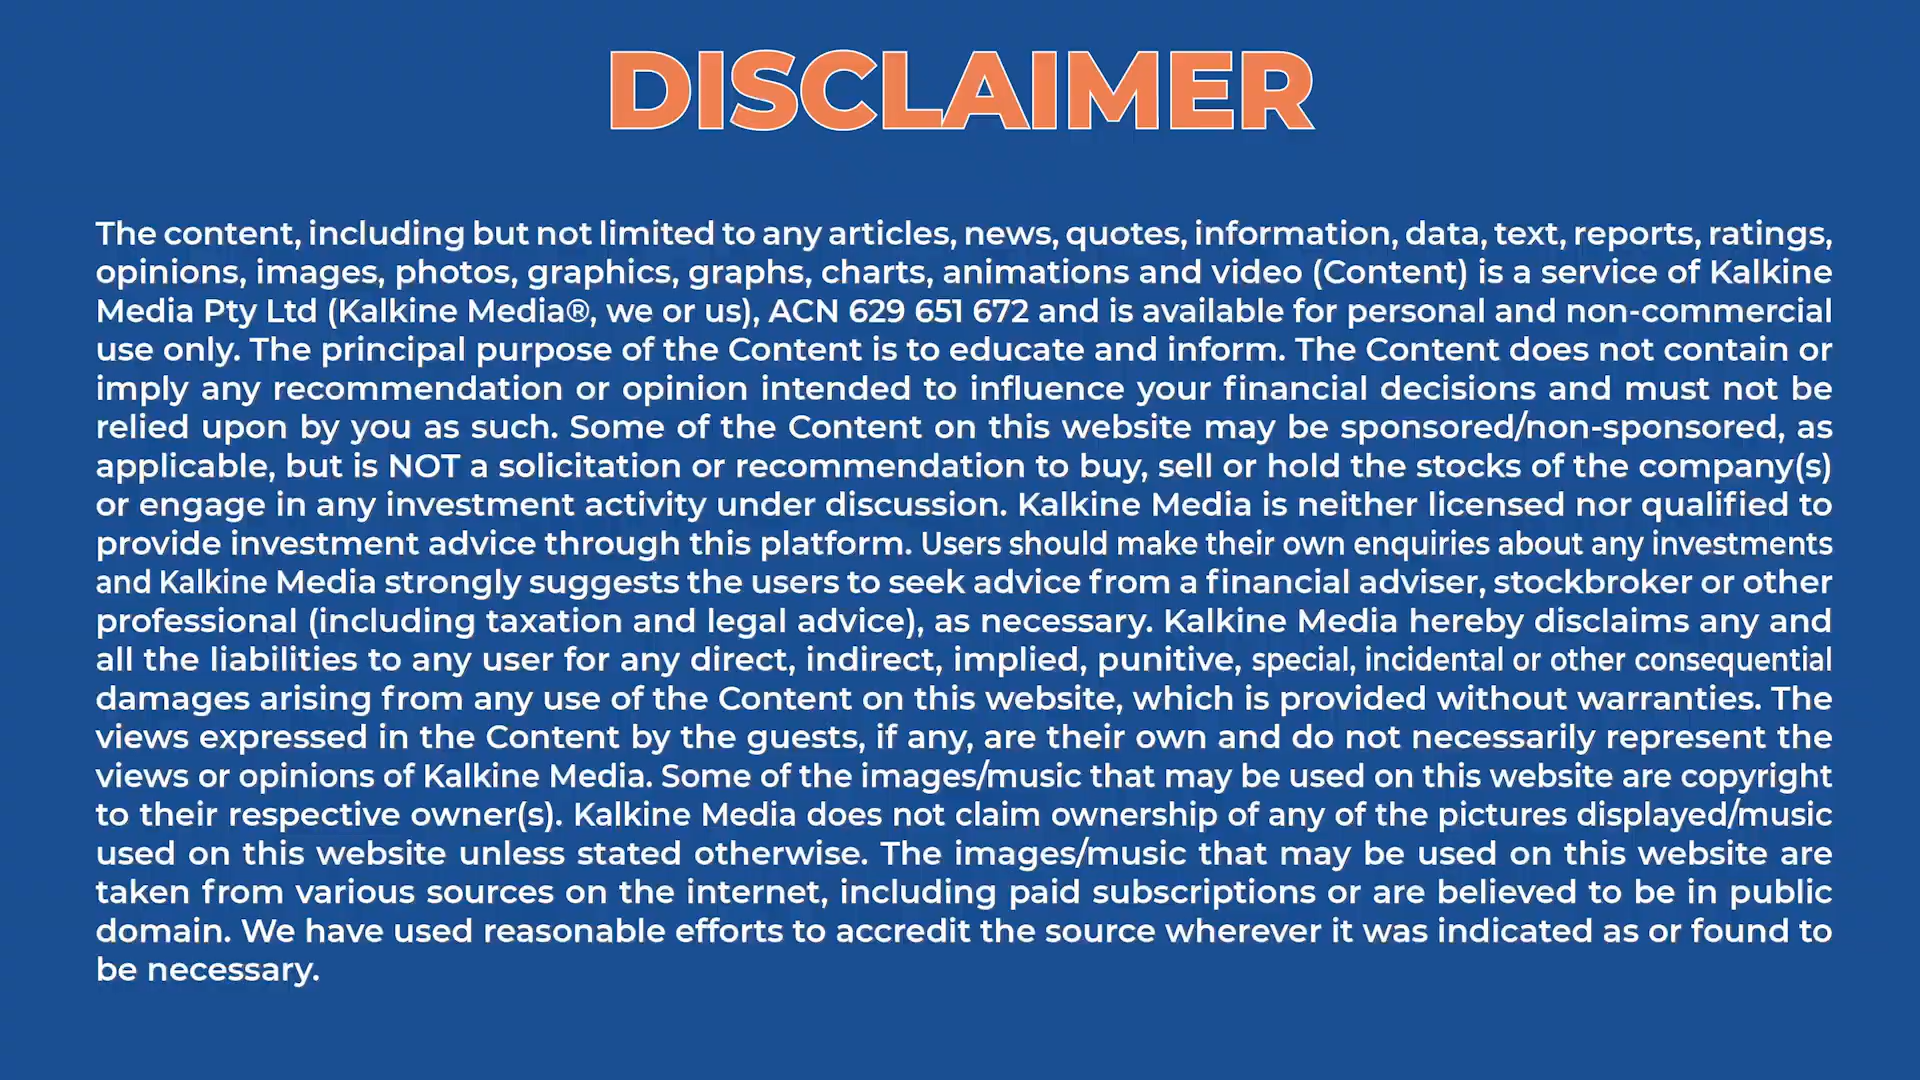 DISCLAIMER
The content, including but not limited to any articles, news, quotes, information, data, text, reports, ratings,
opinions, images, photos, graphics, graphs, charts, animations and video (Content) is a service of Kalkine
Media Pty Ltd (Kalkine Media®, we or us), ACN 629 651 672 and is available for personal and non-commercial
use only. The principal purpose of the Content is to educate and inform. The Content does not contain or
imply any recommendation or opinion intended to influence your financial decisions and must not be
relied upon by you as such. Some of the Content on this website may be sponsored/non-sponsored, as
applicable, but is NOT a solicitation or recommendation to buy, sell or hold the stocks of the company(s)
or engage in any investment activity under discussion. Kalkine Media is neither licensed nor qualified to
provide investment advice through this platform. Users should make their own enquiries about any investments
and Kalkine Media strongly suggests the users to seek advice from a financial adviser, stockbroker or other
professional (including taxation and legal advice), as necessary. Kalkine Media hereby disclaims any and
all the liabilities to any user for any direct, indirect, implied, punitive, special, incidental or other consequential
damages arising from any use of the Content on this website, which is provided without warranties. The
views expressed in the Content by the guests, if any, are their own and do not necessarily represent the
views or opinions of Kalkine Media. Some of the images/music that may be used on this website are copyright
to their respective owner(s). Kalkine Media does not claim ownership of any of the pictures displayed/music
used on this website unless stated otherwise. The images/music that may be used on this website are
taken from various sources on the internet, including paid subscriptions or are believed to be in public
domain. We have used reasonable efforts to accredit the source wherever it was indicated as or found to
be necessary.